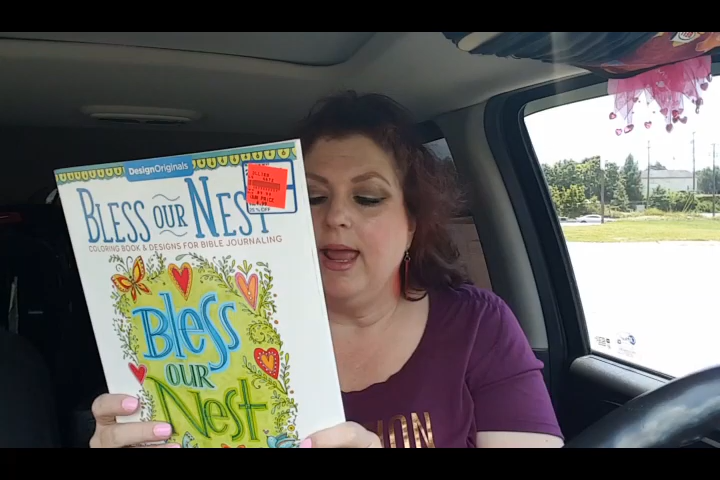 DesignOriginals
BLESS OUR NEST
COLORING BOOK & DESIGNS FOR BIBLE JOURNALING
Bless
OUR
Nest